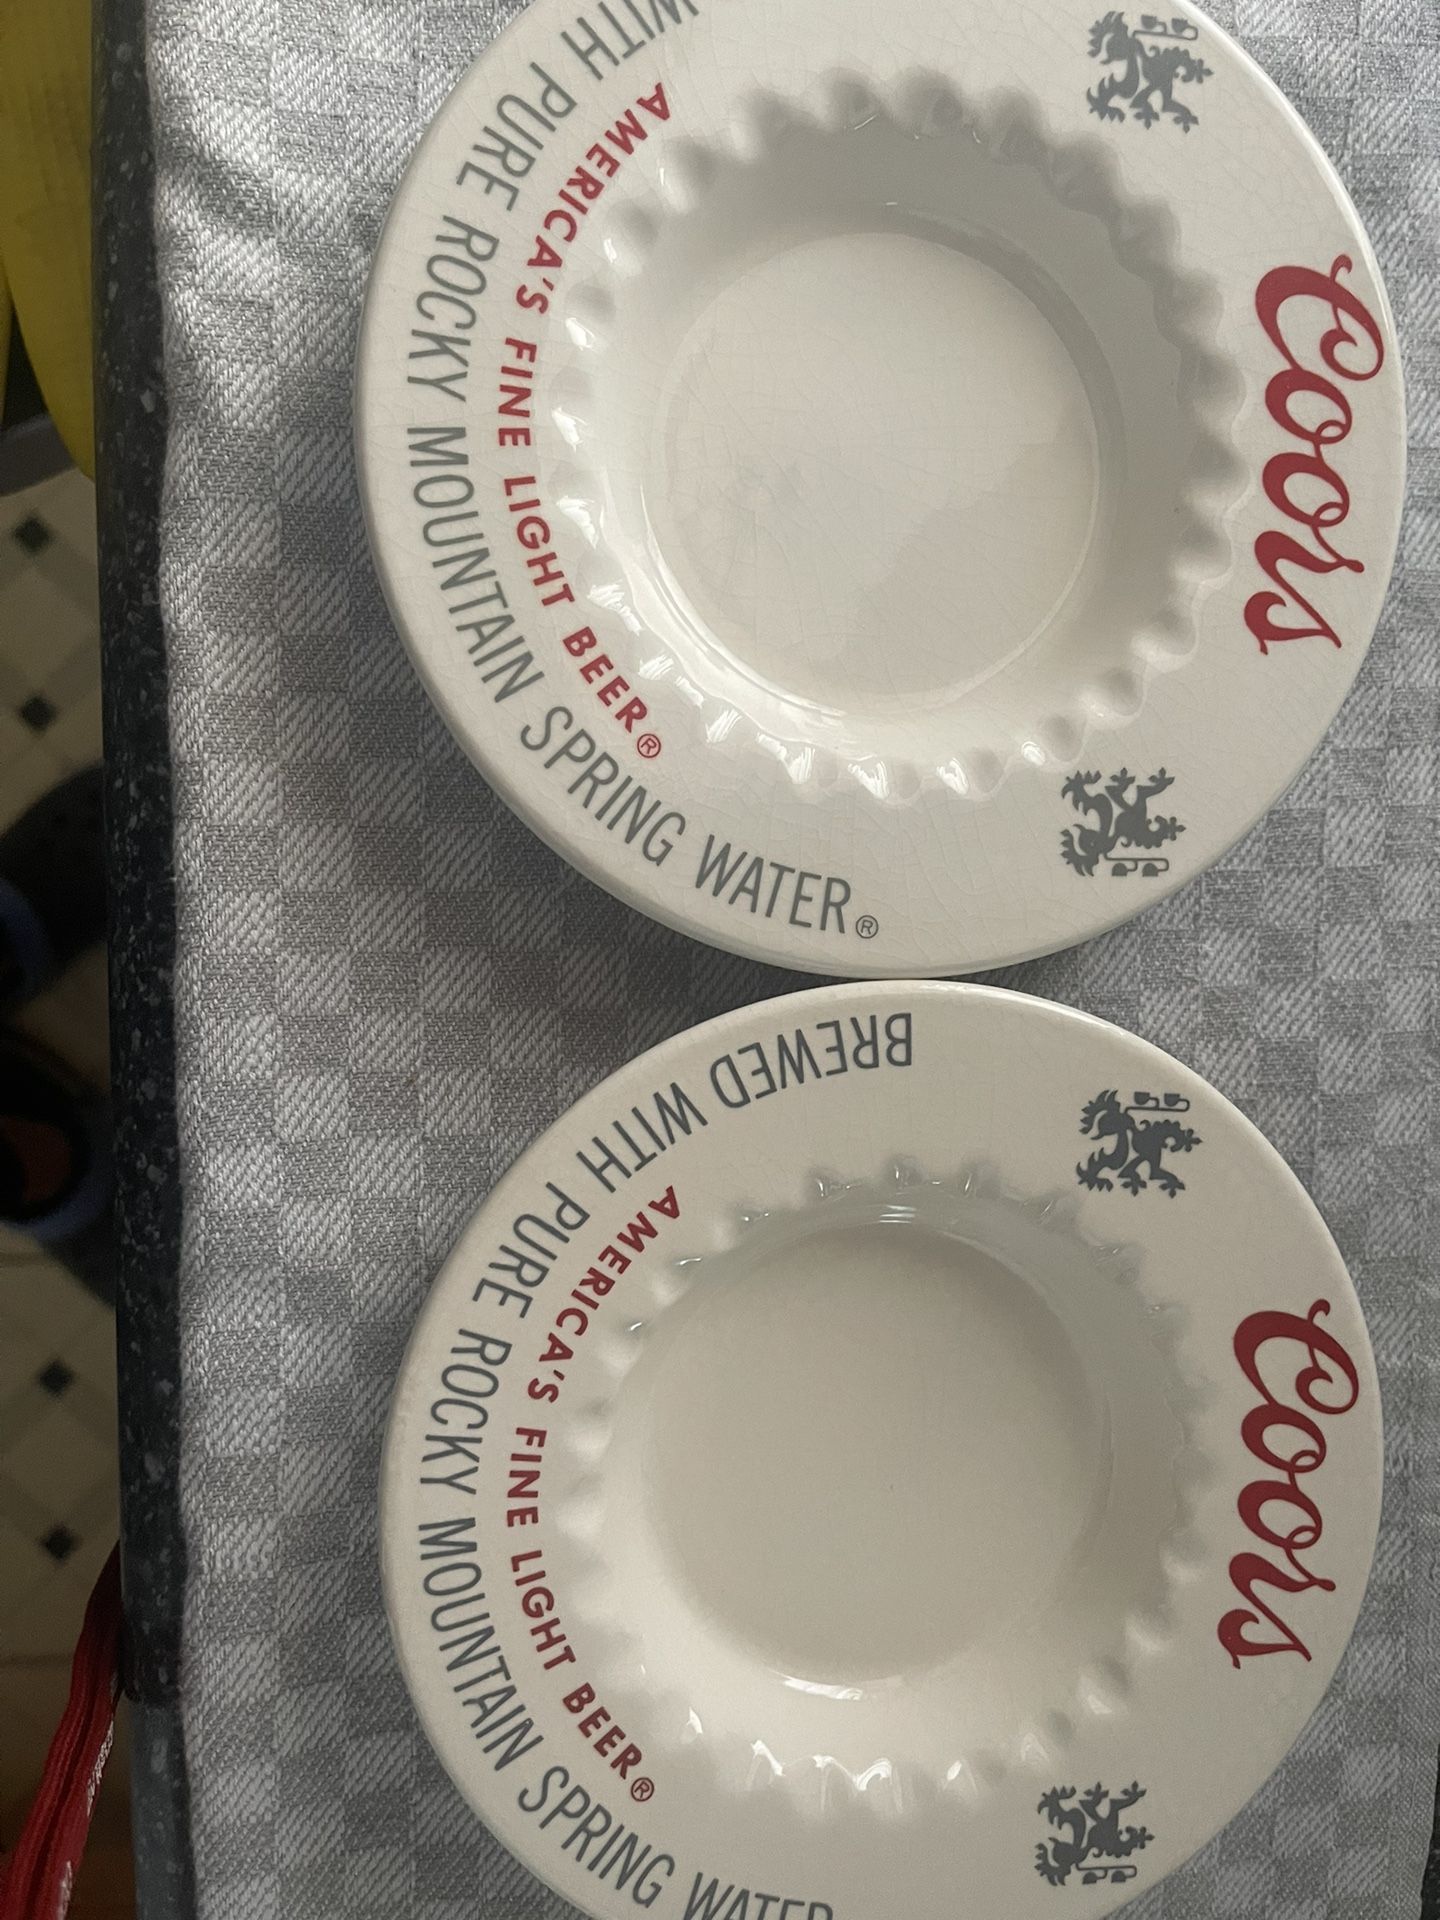 Coors
WITH PURE ROCKY MOUNTAIN SPRING WATER®
AMERICA'S FINE LIGHT BEER®
Coors
BREWED WITH PURE ROCKY MOUNTAIN SPRING WATER
AMERICA'S FINE LIGHT BEER®